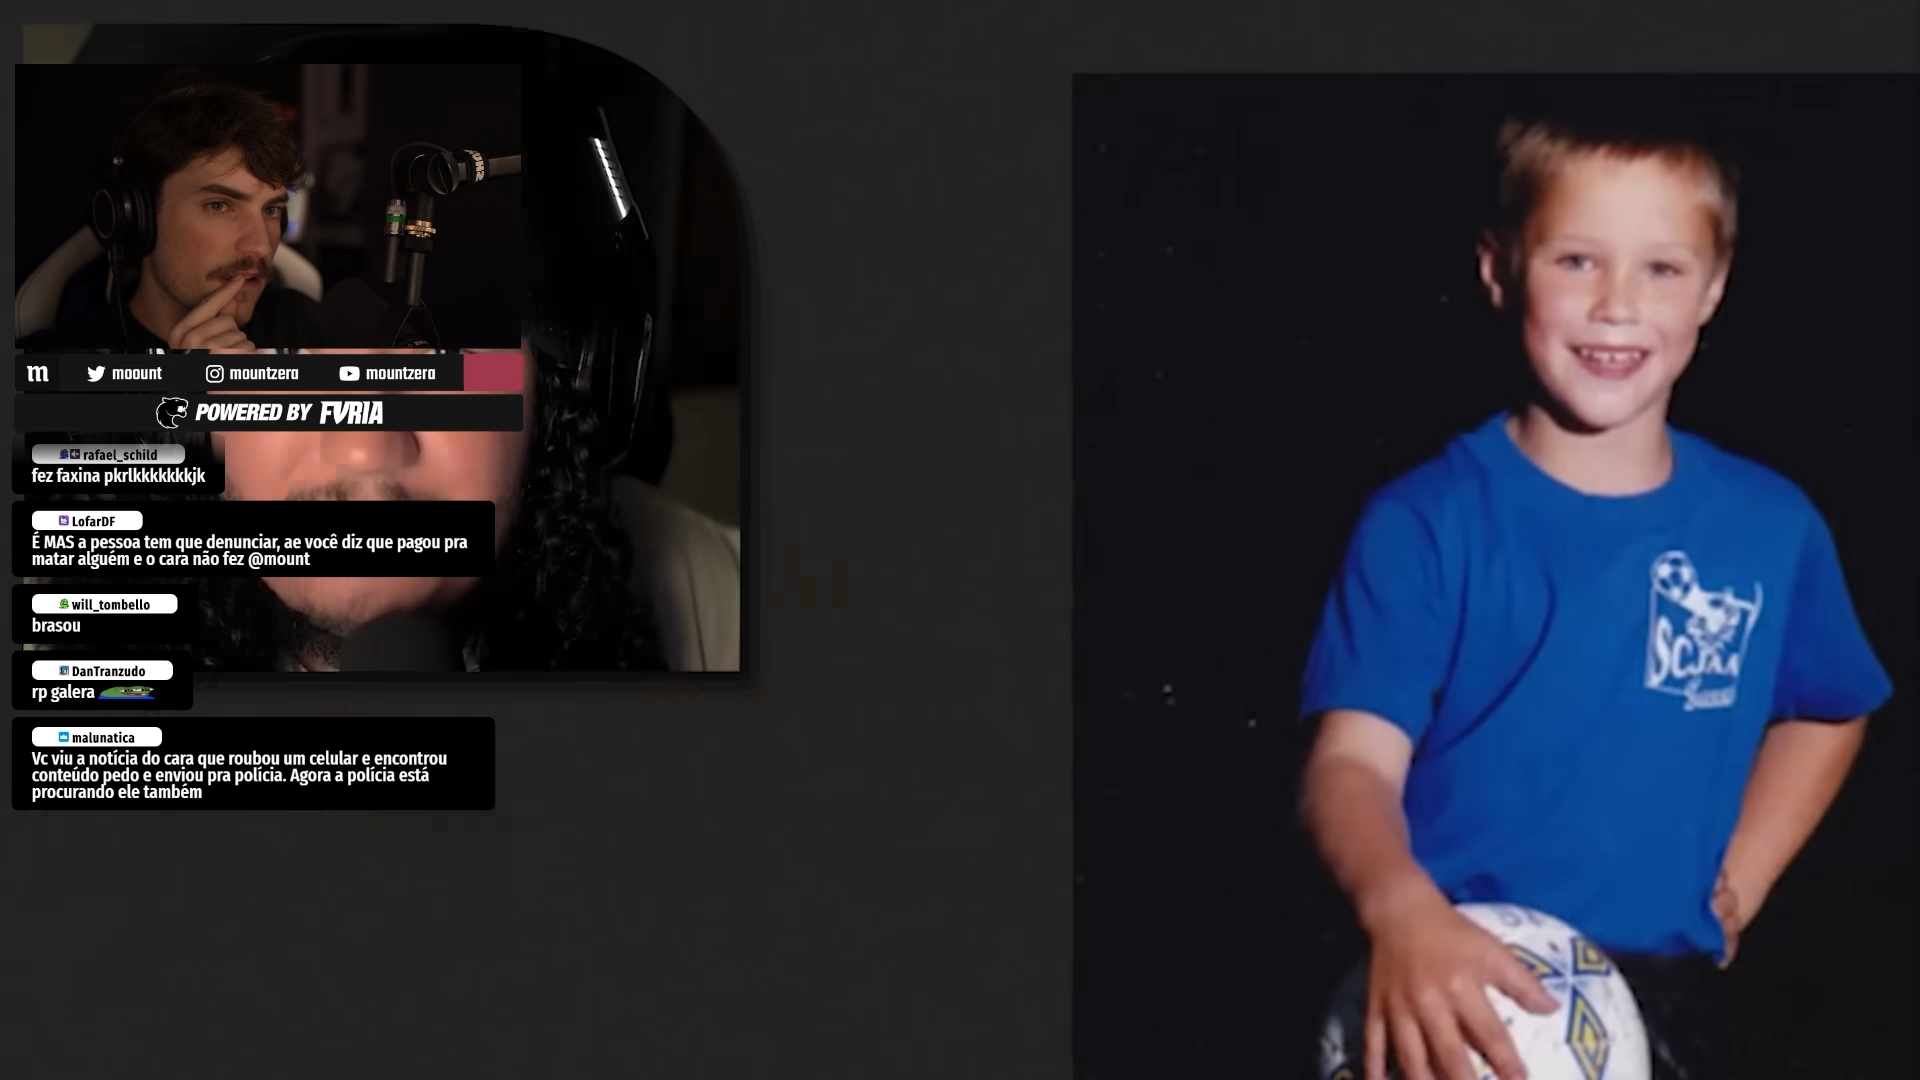 m moount mountzera mountzera
POWERED BY FURIA
rafael_schild
fez faxina pkrlkkkkkkkjk
LofarDF
É MAS a pessoa tem que denunciar, ae você diz que pagou pra
matar alguém e o cara não fez @mount
will_tombello
brasou
DanTranzudo
rp galera
malunatica
Vc viu a notícia do cara que roubou um celular e encontrou
conteúdo pedo e enviou pra polícia. Agora a polícia está
procurando ele também